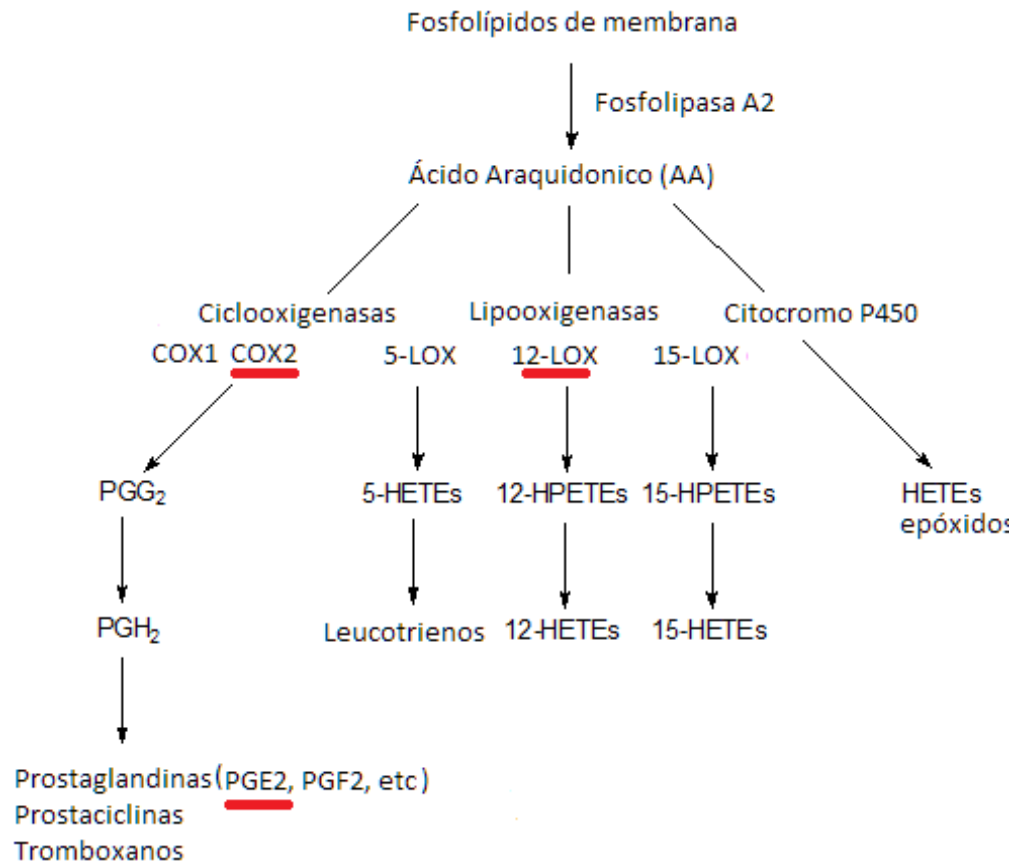 Fosfolípidos de membrana
Fosfolipasa A2
Ácido Araquidonico (AA)
Ciclooxigenasas
Lipooxigenasas
Citocromo P450
COX1 COX2
5-LOX
12-LOX
15-LOX
PGG2
5-HETEs
12-HPETEs
15-HPETEs
HETEs
epóxidos
PGH2
Leucotrienos
12-HETEs
15-HETEs
Prostaglandinas (PGE2, PGF2, etc)
Prostaciclinas
Tromboxanos